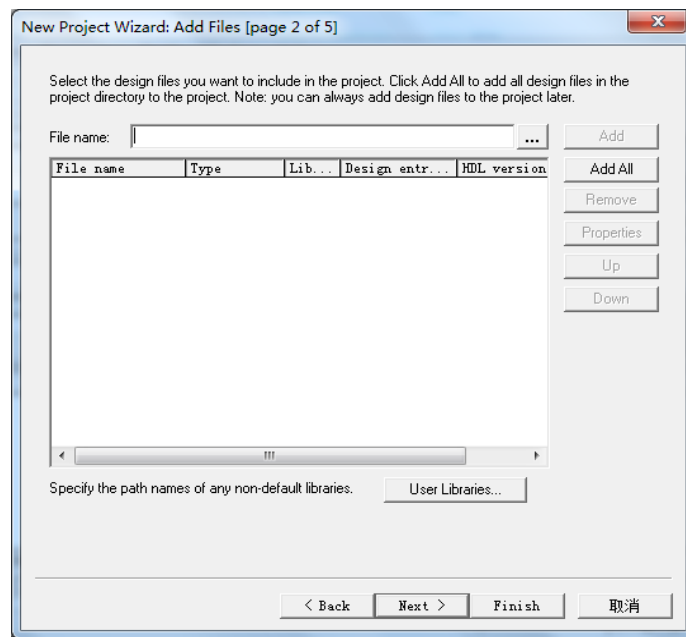 New Project Wizard: Add Files [page 2 of 5]
Select the design files you want to include in the project. Click Add All to add all design files in the
project directory to the project. Note: you can always add design files to the project later.
File name: ... Add
File name Type Lib... Design entr... HDL version Add All
Remove
Properties
Up
Down
Specify the path names of any non-default libraries. User Libraries...
< Back Next > Finish 取消